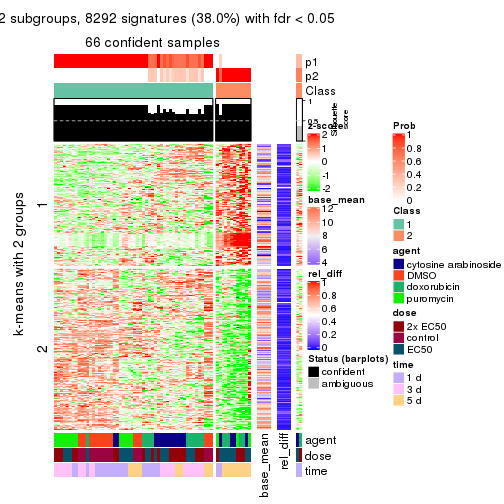 2 subgroups, 8292 signatures (38.0%) with fdr < 0.05
66 confident samples
p1
p2
Class
1
0.5
Silhouette
score
k-means with 2 groups
1
2
z-score
2
1
0
-1
-2
base_mean
12
10
8
6
4
rel_diff
1
0.8
0.6
0.4
0.2
0
Status (barplots)
confident
ambiguous
Prob
1
0.8
0.6
0.4
0.2
0
Class
1
2
agent
cytosine arabinoside
DMSO
doxorubicin
puromycin
dose
2x EC50
control
EC50
time
1 d
3 d
5 d
agent
dose
time
base_mean
rel_diff